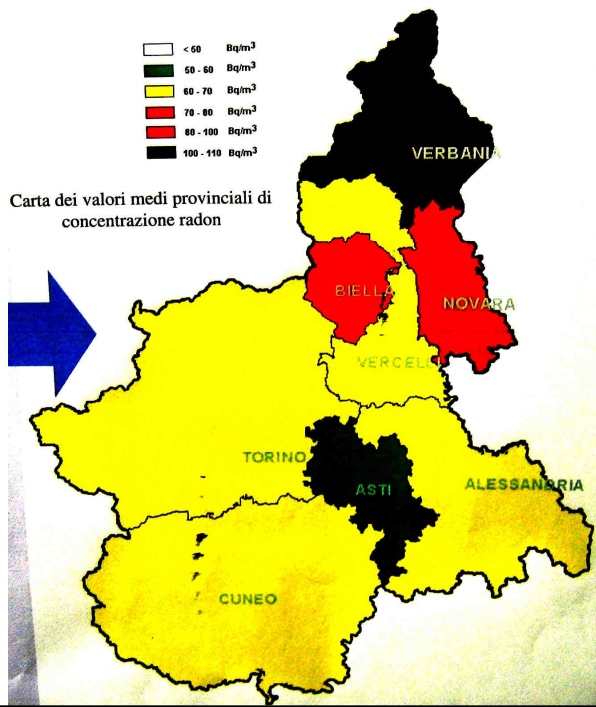 < 60 Bq/m³
50 - 60 Bq/m³
60 - 70 Bq/m³
70 - 80 Bq/m³
80 - 100 Bq/m³
100 - 110 Bq/m³
VERBANIA
Carta dei valori medi provinciali di
concentrazione radon
BIELLA
NOVARA
VERCELLI
TORINO
ASTI
ALESSANDRIA
CUNEO